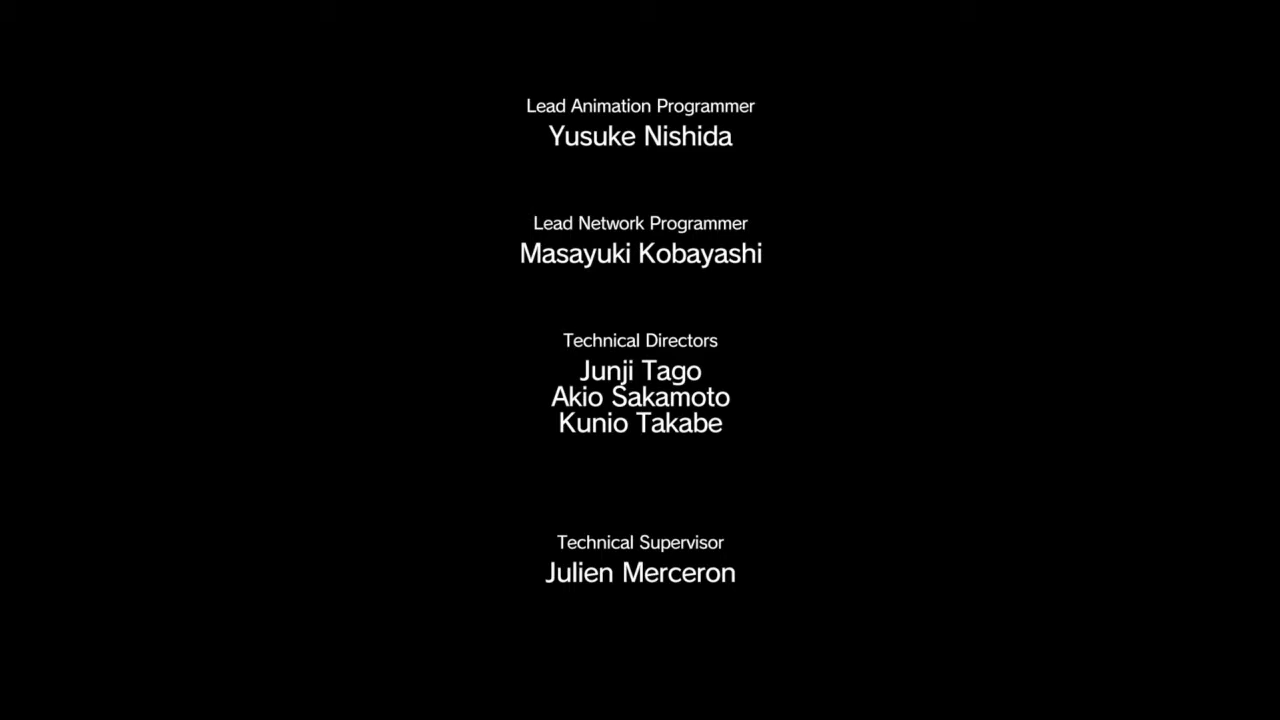 Lead Animation Programmer
Yusuke Nishida
Lead Network Programmer
Masayuki Kobayashi
Technical Directors
Junji Tago
Akio Sakamoto
Kunio Takabe
Technical Supervisor
Julien Merceron